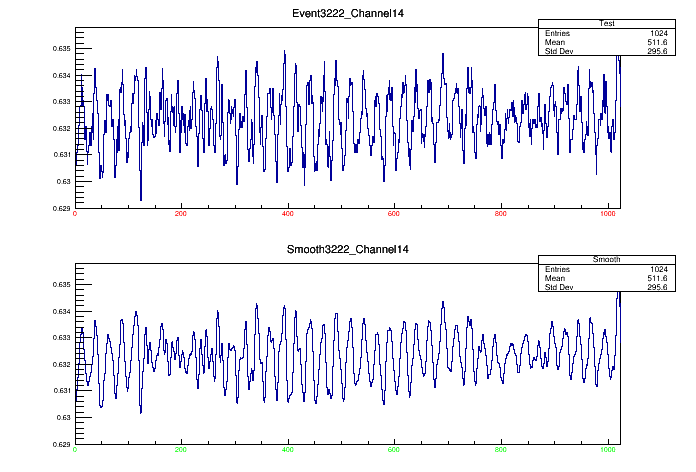 Event3222_Channel14
Test
Entries 1024
Mean 511.6
Std Dev 295.6
0.635
0.634
0.633
0.632
0.631
0.63
0.629
0 200 400 600 800 1000
Smooth3222_Channel14
Smooth
Entries 1024
Mean 511.6
Std Dev 295.6
0.635
0.634
0.633
0.632
0.631
0.63
0.629
0 200 400 600 800 1000